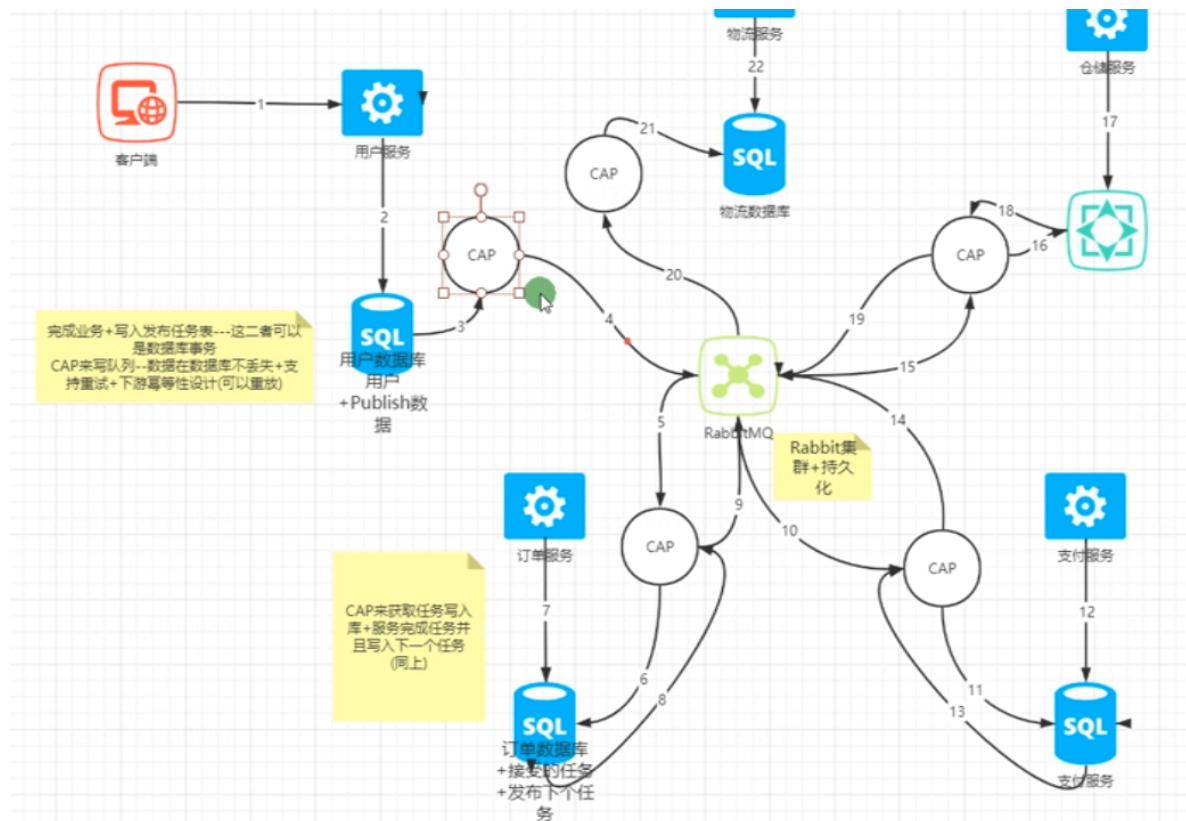 物流服务
仓储服务
22
1
客户端
用户服务
17
21
CAP
SQL
物流数据库
2
18
CAP
16
CAP
20
3
SQL
4
19
15
完成业务+写入发布任务表---这二者可以
是数据库事务
CAP来写队列--数据在数据库不丢失+支
持重试+下游幂等性设计(可以重放)
用户数据库
用户
+Publish数
据
RabbitMQ
5
14
Rabbit集
群+持久
化
9
10
订单服务
CAP
CAP
支付服务
CAP来获取任务写入
库+服务完成任务并
且写入下一个任务
(同上)
7
12
6
8
11
13
SQL
SQL
订单数据库
+接受的任务
+发布下个任
务
支付服务